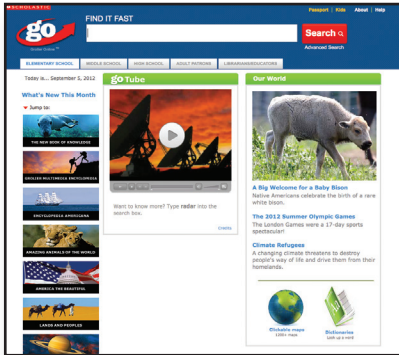 SCHOLASTIC
Passport | Kids About | Help
go
FIND IT FAST
Search
Advanced Search
ELEMENTARY SCHOOL MIDDLE SCHOOL HIGH SCHOOL ADULT PATRONS LIBRARIANS/EDUCATORS
Today is... September 5, 2012
What's New This Month
Jump to:
THE NEW BOOK OF KNOWLEDGE
GROLIER MULTIMEDIA ENCYCLOPEDIA
ENCYCLOPEDIA AMERICANA
AMAZING ANIMALS OF THE WORLD
AMERICA THE BEAUTIFUL
LANDS AND PEOPLES
go Tube
Want to know more? Type radar into the
search box.
Credits
Our World
A Big Welcome for a Baby Bison
Native Americans celebrate the birth of a rare
white bison.
The 2012 Summer Olympic Games
The London Games were a 17-day sports
spectacular!
Climate Refugees
A changing climate threatens to destroy
people's way of life and drive them from their
homelands.
Clickable maps
1200+ maps
Dictionaries
Look up a word